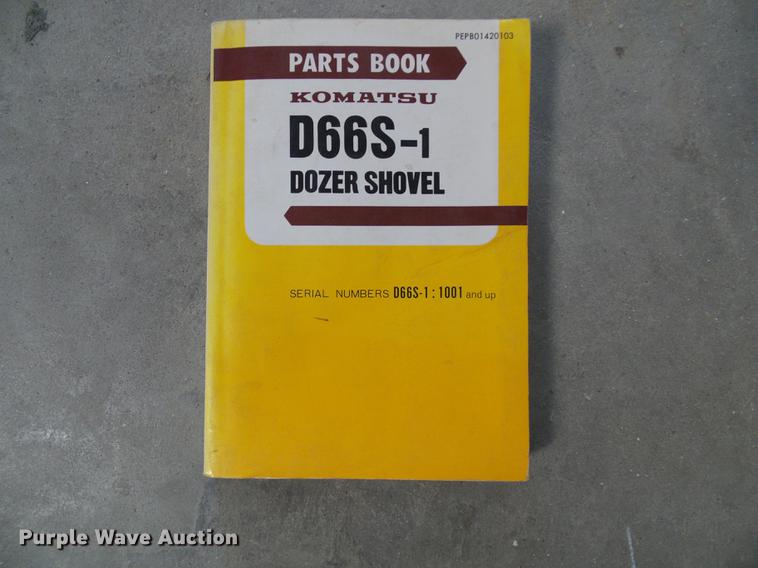 PEPB01420103
PARTS BOOK
KOMATSU
D66S-1
DOZER SHOVEL
SERIAL NUMBERS D66S-1 : 1001 and up
Purple Wave Auction